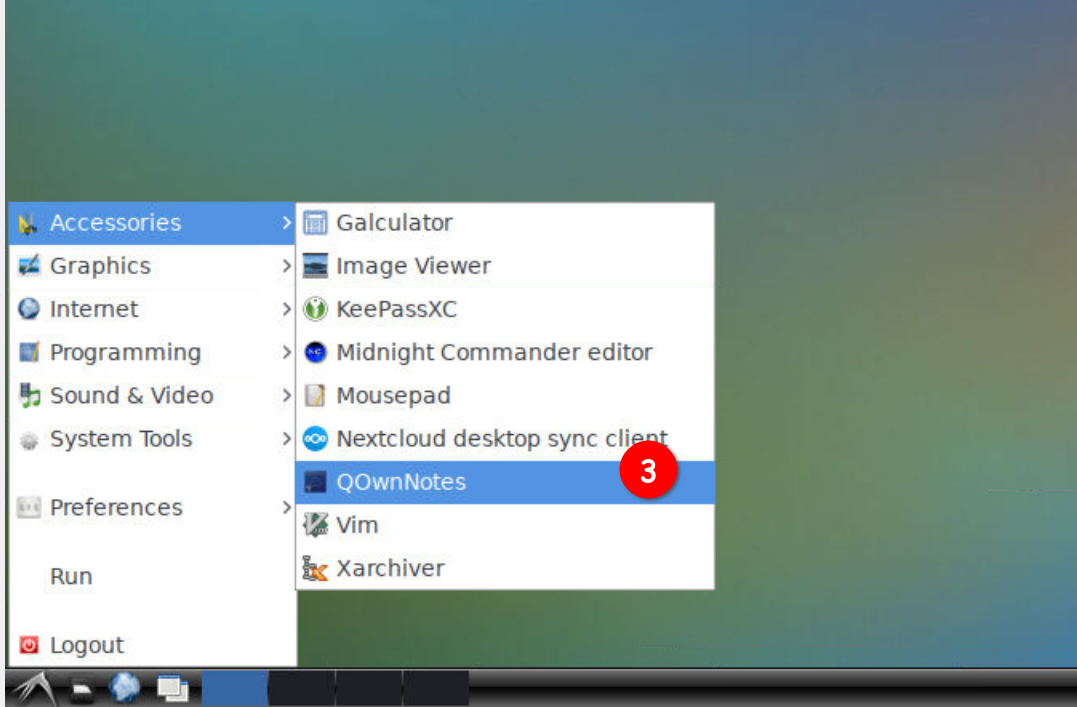 Accessories
Graphics
Internet
Programming
Sound & Video
System Tools
Preferences
Run
Logout
Galculator
Image Viewer
KeePassXC
Midnight Commander editor
Mousepad
Nextcloud desktop sync client
QOwnNotes
3
Vim
Xarchiver